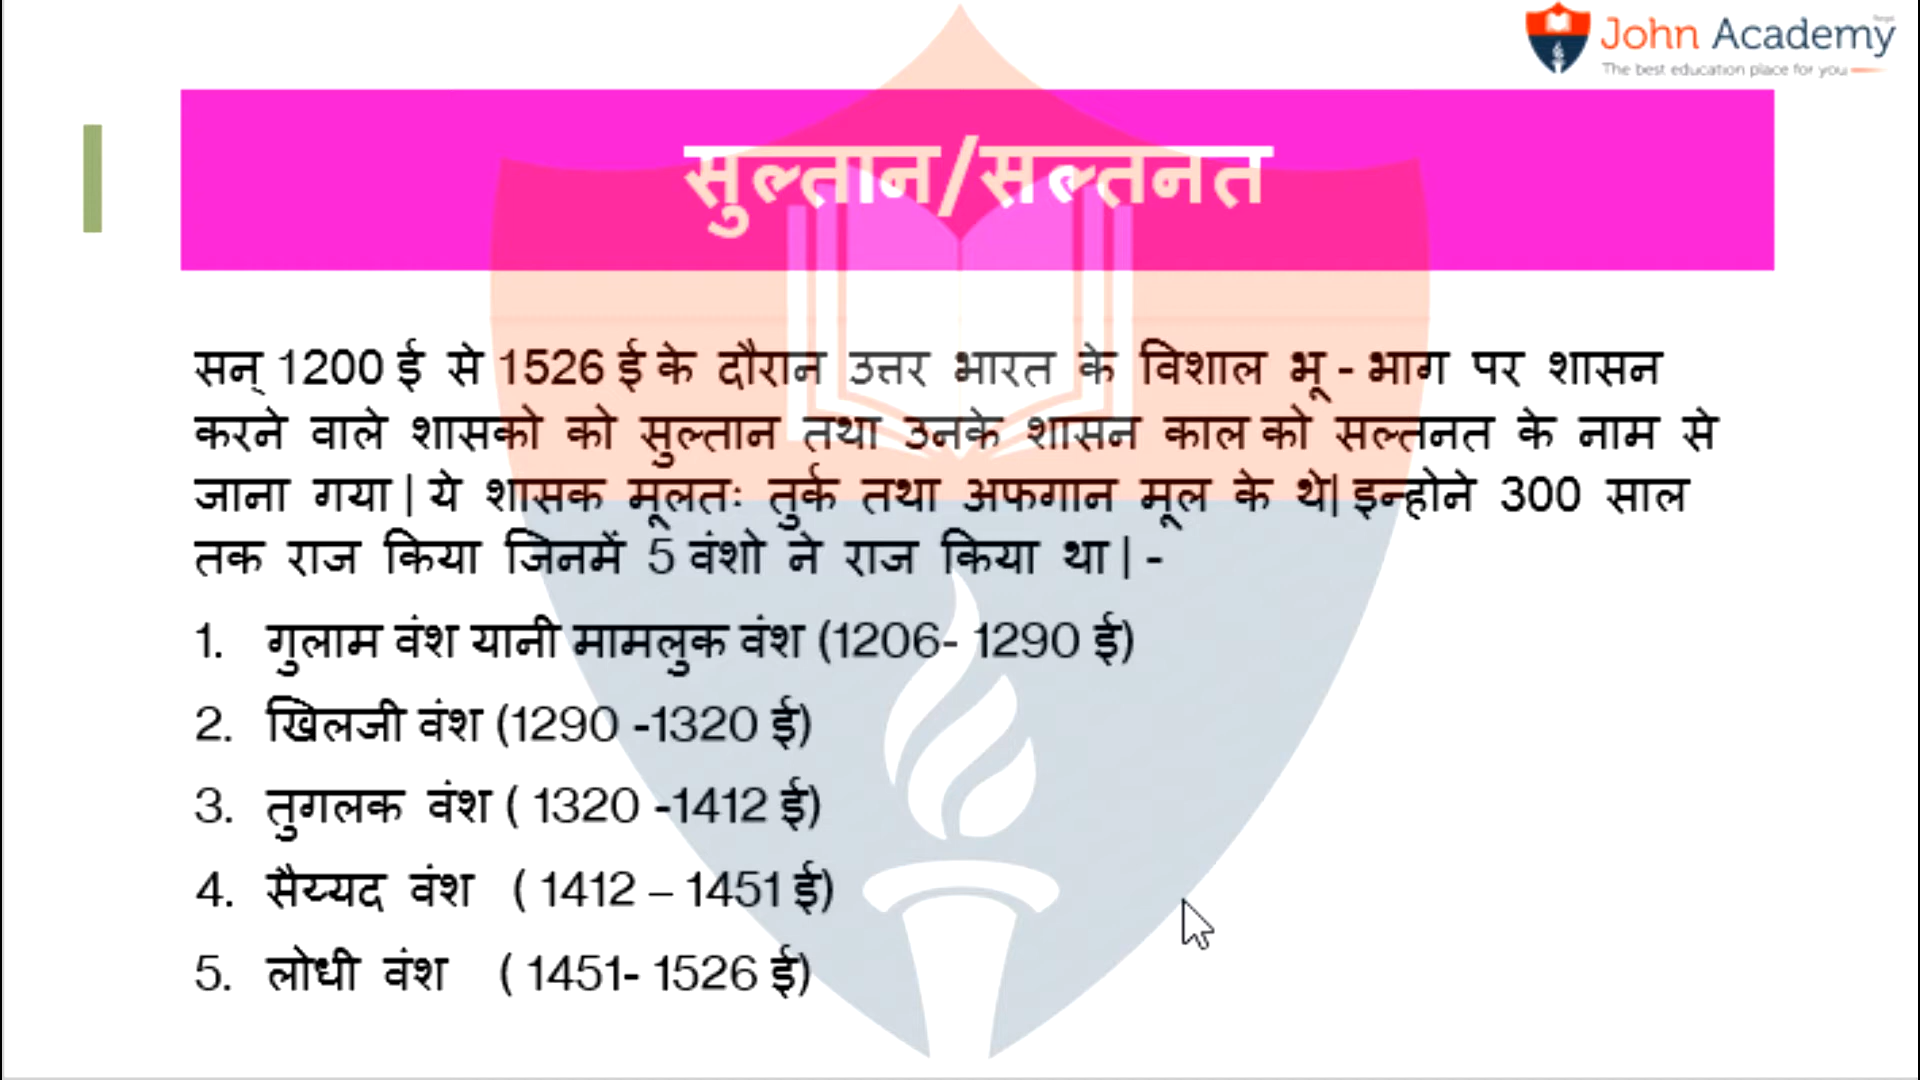 John Academy
The best education place for you
सुल्तान/सल्तनत
सन् 1200 ई से 1526 ई के दौरान उत्तर भारत के विशाल भू - भाग पर शासन
करने वाले शासको को सुल्तान तथा उनके शासन काल को सल्तनत के नाम से
जाना गया | ये शासक मूलतः तुर्क तथा अफगान मूल के थे| इन्होने 300 साल
तक राज किया जिनमें 5 वंशो ने राज किया था | -
1. गुलाम वंश यानी मामलुक वंश (1206- 1290 ई)
2. खिलजी वंश (1290 -1320 ई)
3. तुगलक वंश ( 1320 -1412 ई)
4. सैय्यद वंश ( 1412 – 1451 ई)
5. लोधी वंश ( 1451- 1526 ई)